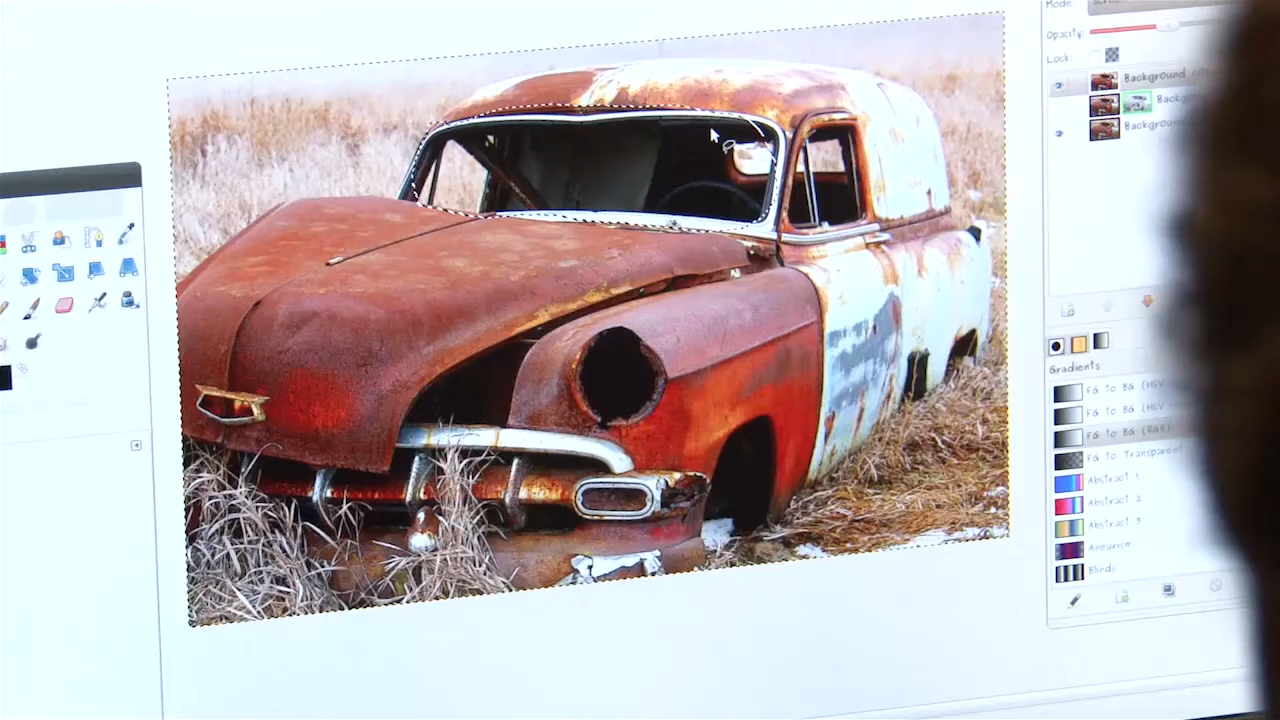 Mode:
Opacity:
Lock:
Background
Background
Gradients
FG to BG (HSV
FG to BG (HSV
FG to BG (RGB)
FG to Transparent
Abstract 1
Abstract 2
Abstract 3
Aneurism
Blinds